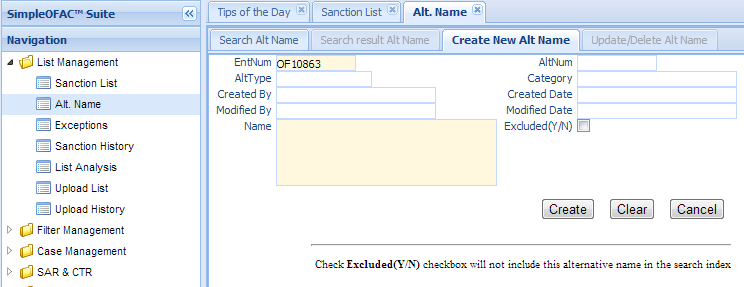 SimpleOFAC™ Suite
Tips of the Day
Sanction List
Alt. Name
Navigation
Search Alt Name
Search result Alt Name
Create New Alt Name
Update/Delete Alt Name
List Management
Sanction List
Alt. Name
Exceptions
Sanction History
List Analysis
Upload List
Upload History
Filter Management
Case Management
SAR & CTR
EntNum OF10863 AltNum
AltType Category
Created By Created Date
Modified By Modified Date
Name Excluded(Y/N)
Create Clear Cancel
Check Excluded(Y/N) checkbox will not include this alternative name in the search index